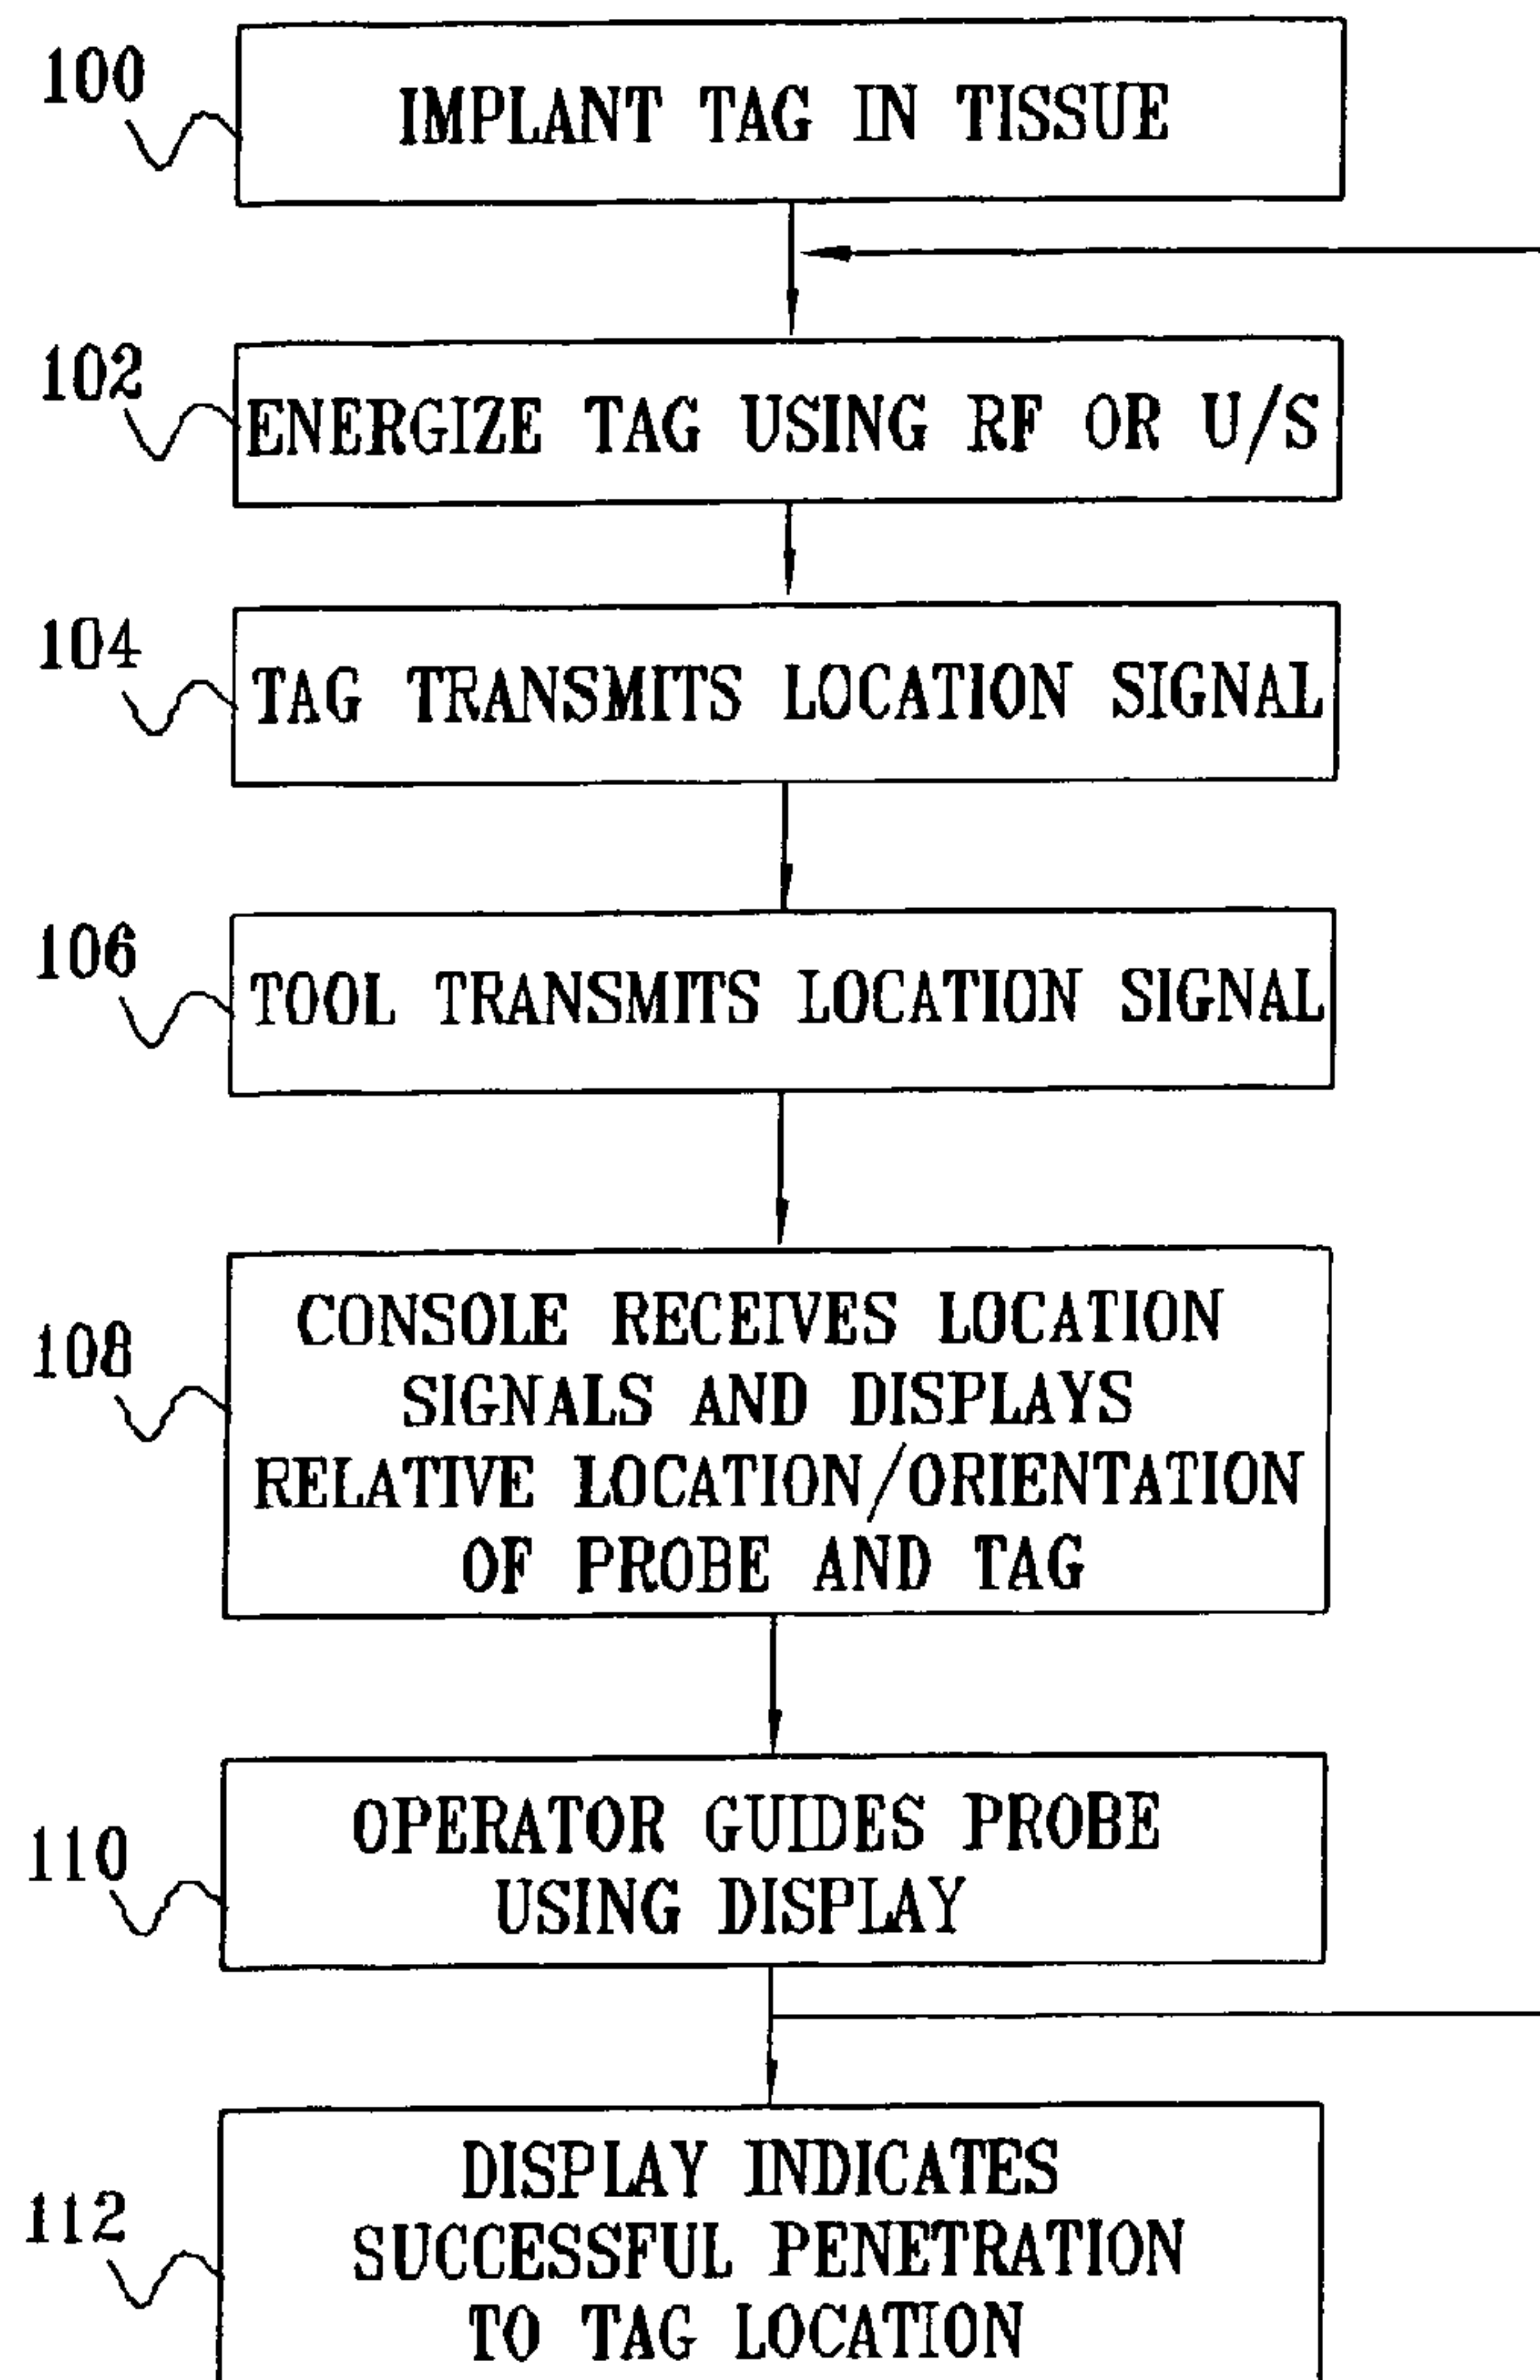 100
IMPLANT TAG IN TISSUE
102
ENERGIZE TAG USING RF OR U/S
104
TAG TRANSMITS LOCATION SIGNAL
106
TOOL TRANSMITS LOCATION SIGNAL
108
CONSOLE RECEIVES LOCATION
SIGNALS AND DISPLAYS
RELATIVE LOCATION/ORIENTATION
OF PROBE AND TAG
110
OPERATOR GUIDES PROBE
USING DISPLAY
112
DISPLAY INDICATES
SUCCESSFUL PENETRATION
TO TAG LOCATION